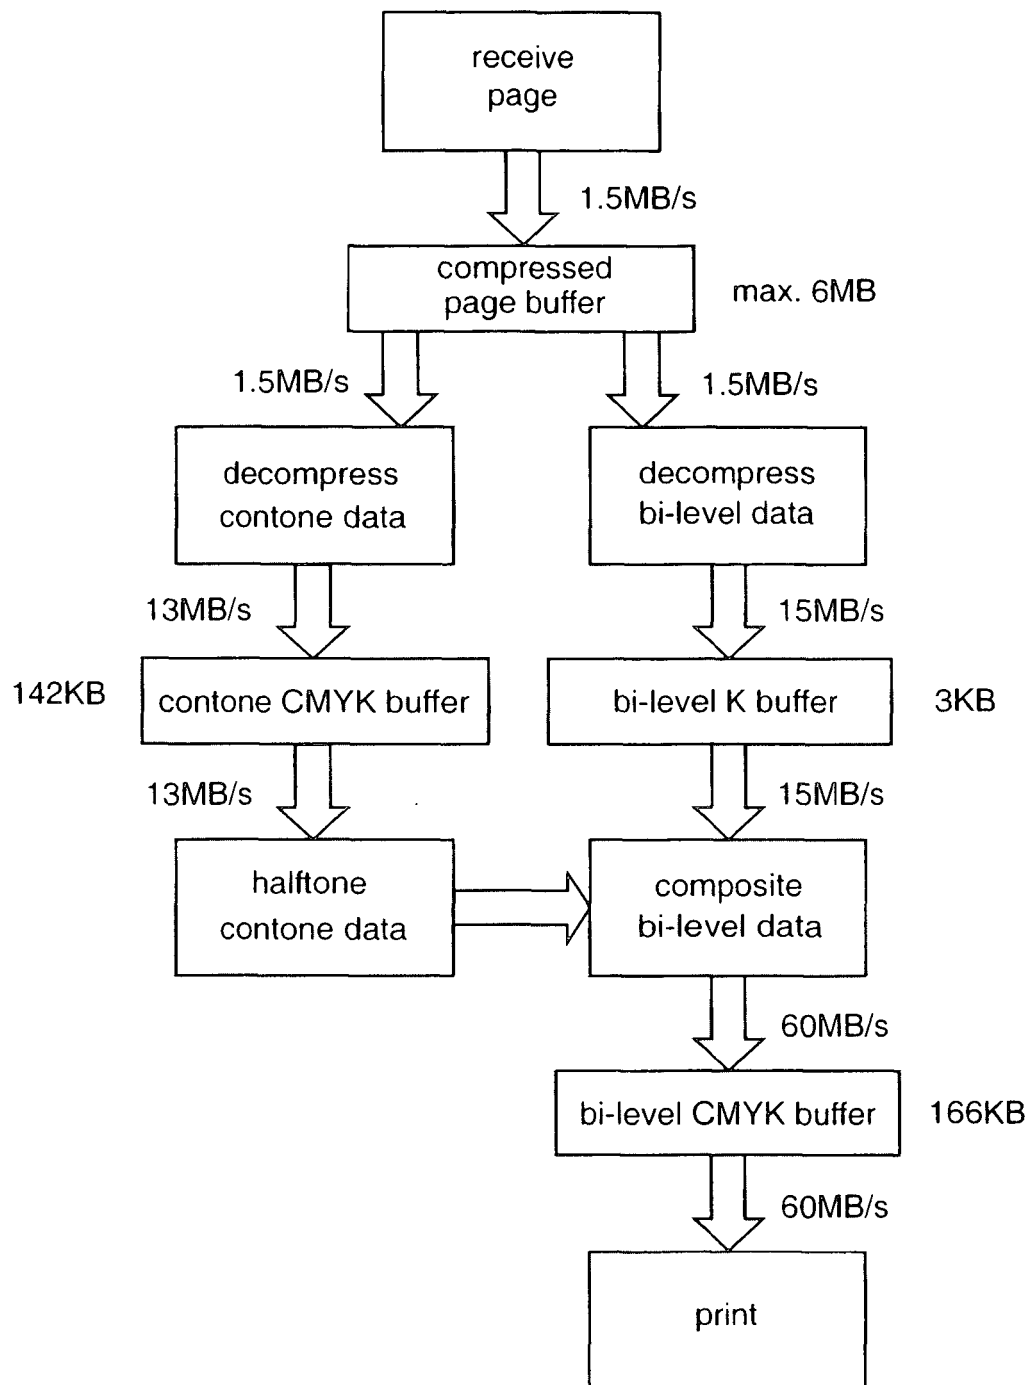 receive
page
1.5MB/s
compressed
page buffer
max. 6MB
1.5MB/s
1.5MB/s
decompress
contone data
decompress
bi-level data
13MB/s
15MB/s
142KB
contone CMYK buffer
bi-level K buffer
3KB
13MB/s
15MB/s
halftone
contone data
composite
bi-level data
60MB/s
bi-level CMYK buffer
166KB
60MB/s
print